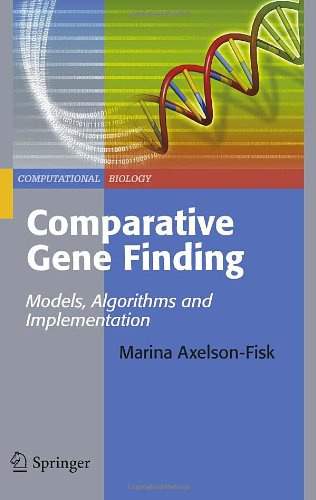 COMPUTATIONAL BIOLOGY
Comparative
Gene Finding
Models, Algorithms and
Implementation
Marina Axelson-Fisk
Springer